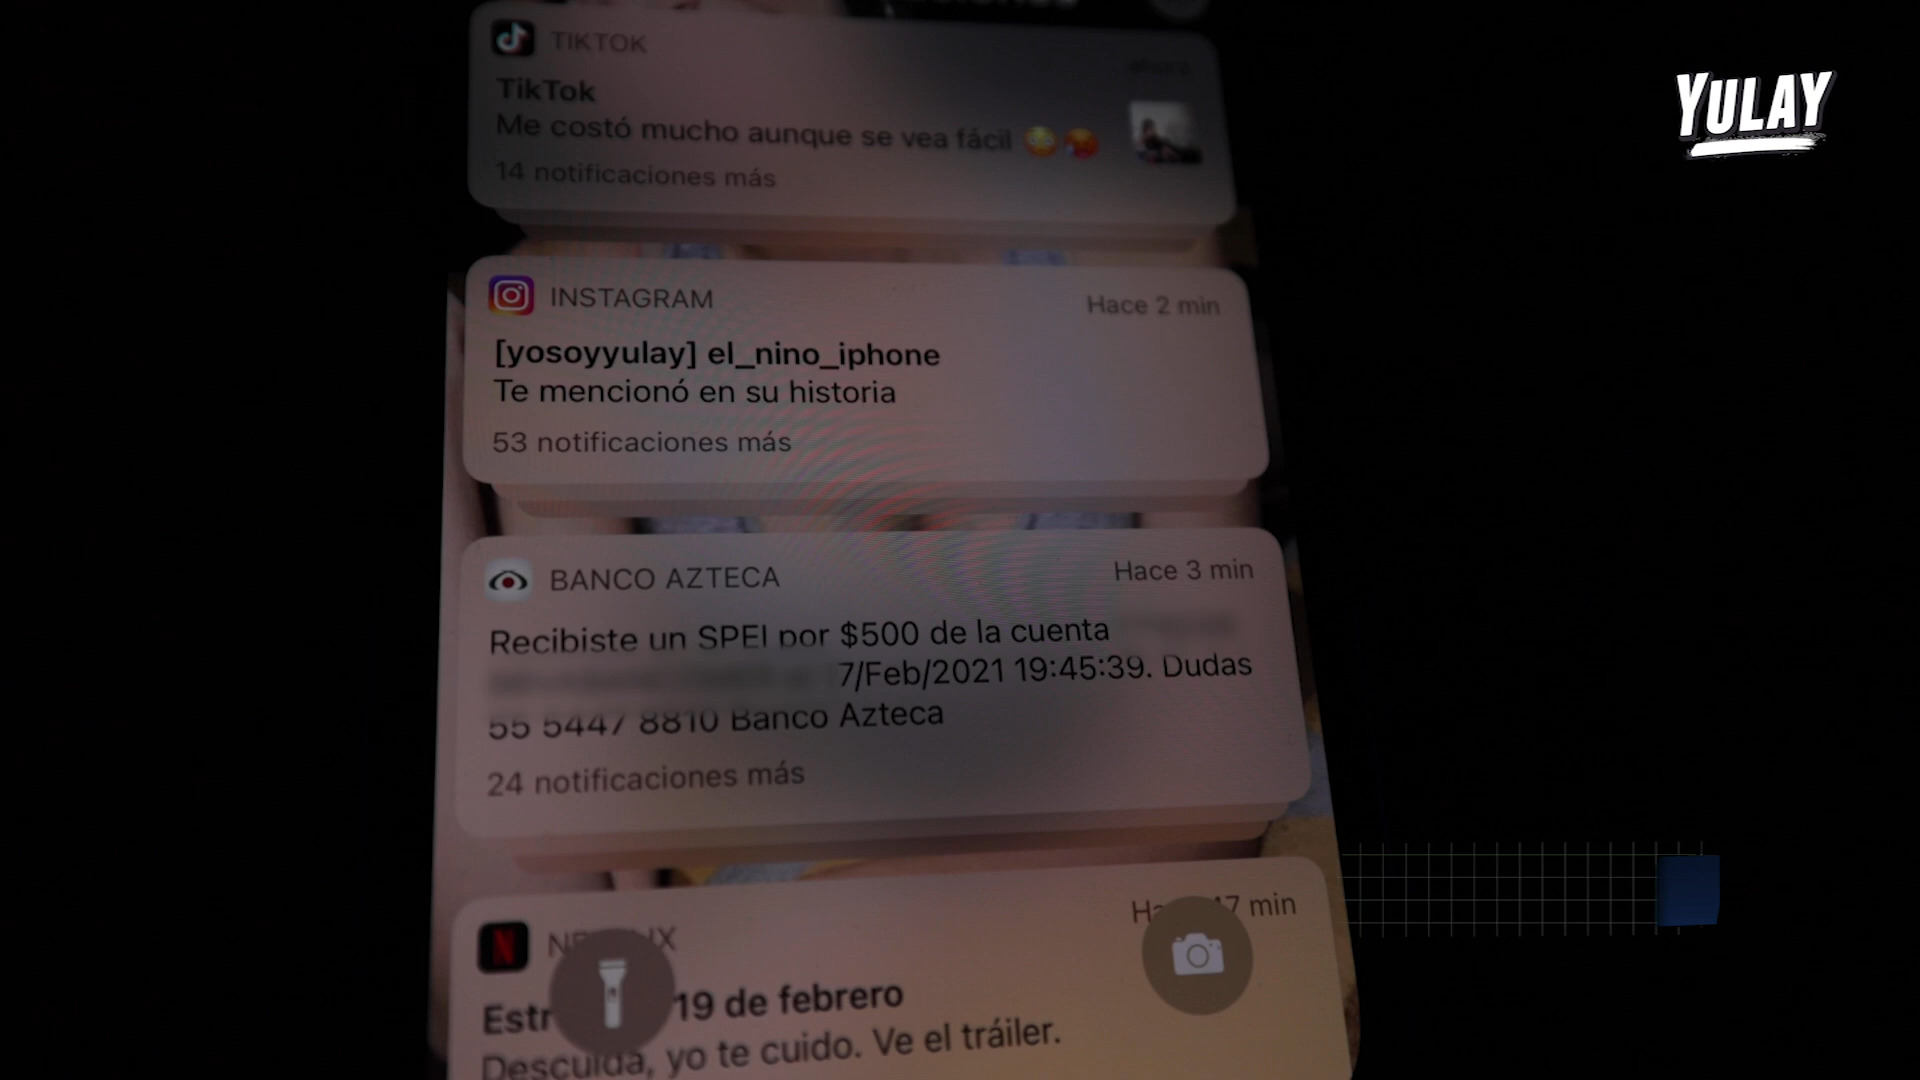 TIKTOK
ahora
TikTok
Me costó mucho aunque se vea fácil
14 notificaciones más
YULAY
INSTAGRAM
Hace 2 min
[yosoyyulay] el_nino_iphone
Te mencionó en su historia
53 notificaciones más
BANCO AZTECA
Hace 3 min
Recibiste un SPEI por $500 de la cuenta
7/Feb/2021 19:45:39. Dudas
55 5447 8810 Banco Azteca
24 notificaciones más
min
19 de febrero
Descuida, yo te cuido. Ve el tráiler.